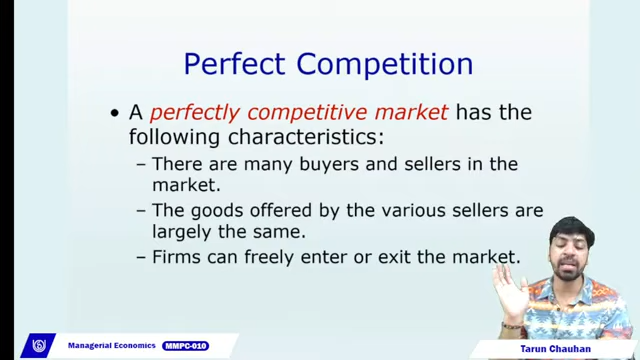 Perfect Competition
• A perfectly competitive market has the
following characteristics:
– There are many buyers and sellers in the
market.
– The goods offered by the various sellers are
largely the same.
– Firms can freely enter or exit the market.
Managerial Economics MMPC-010
Tarun Chauhan